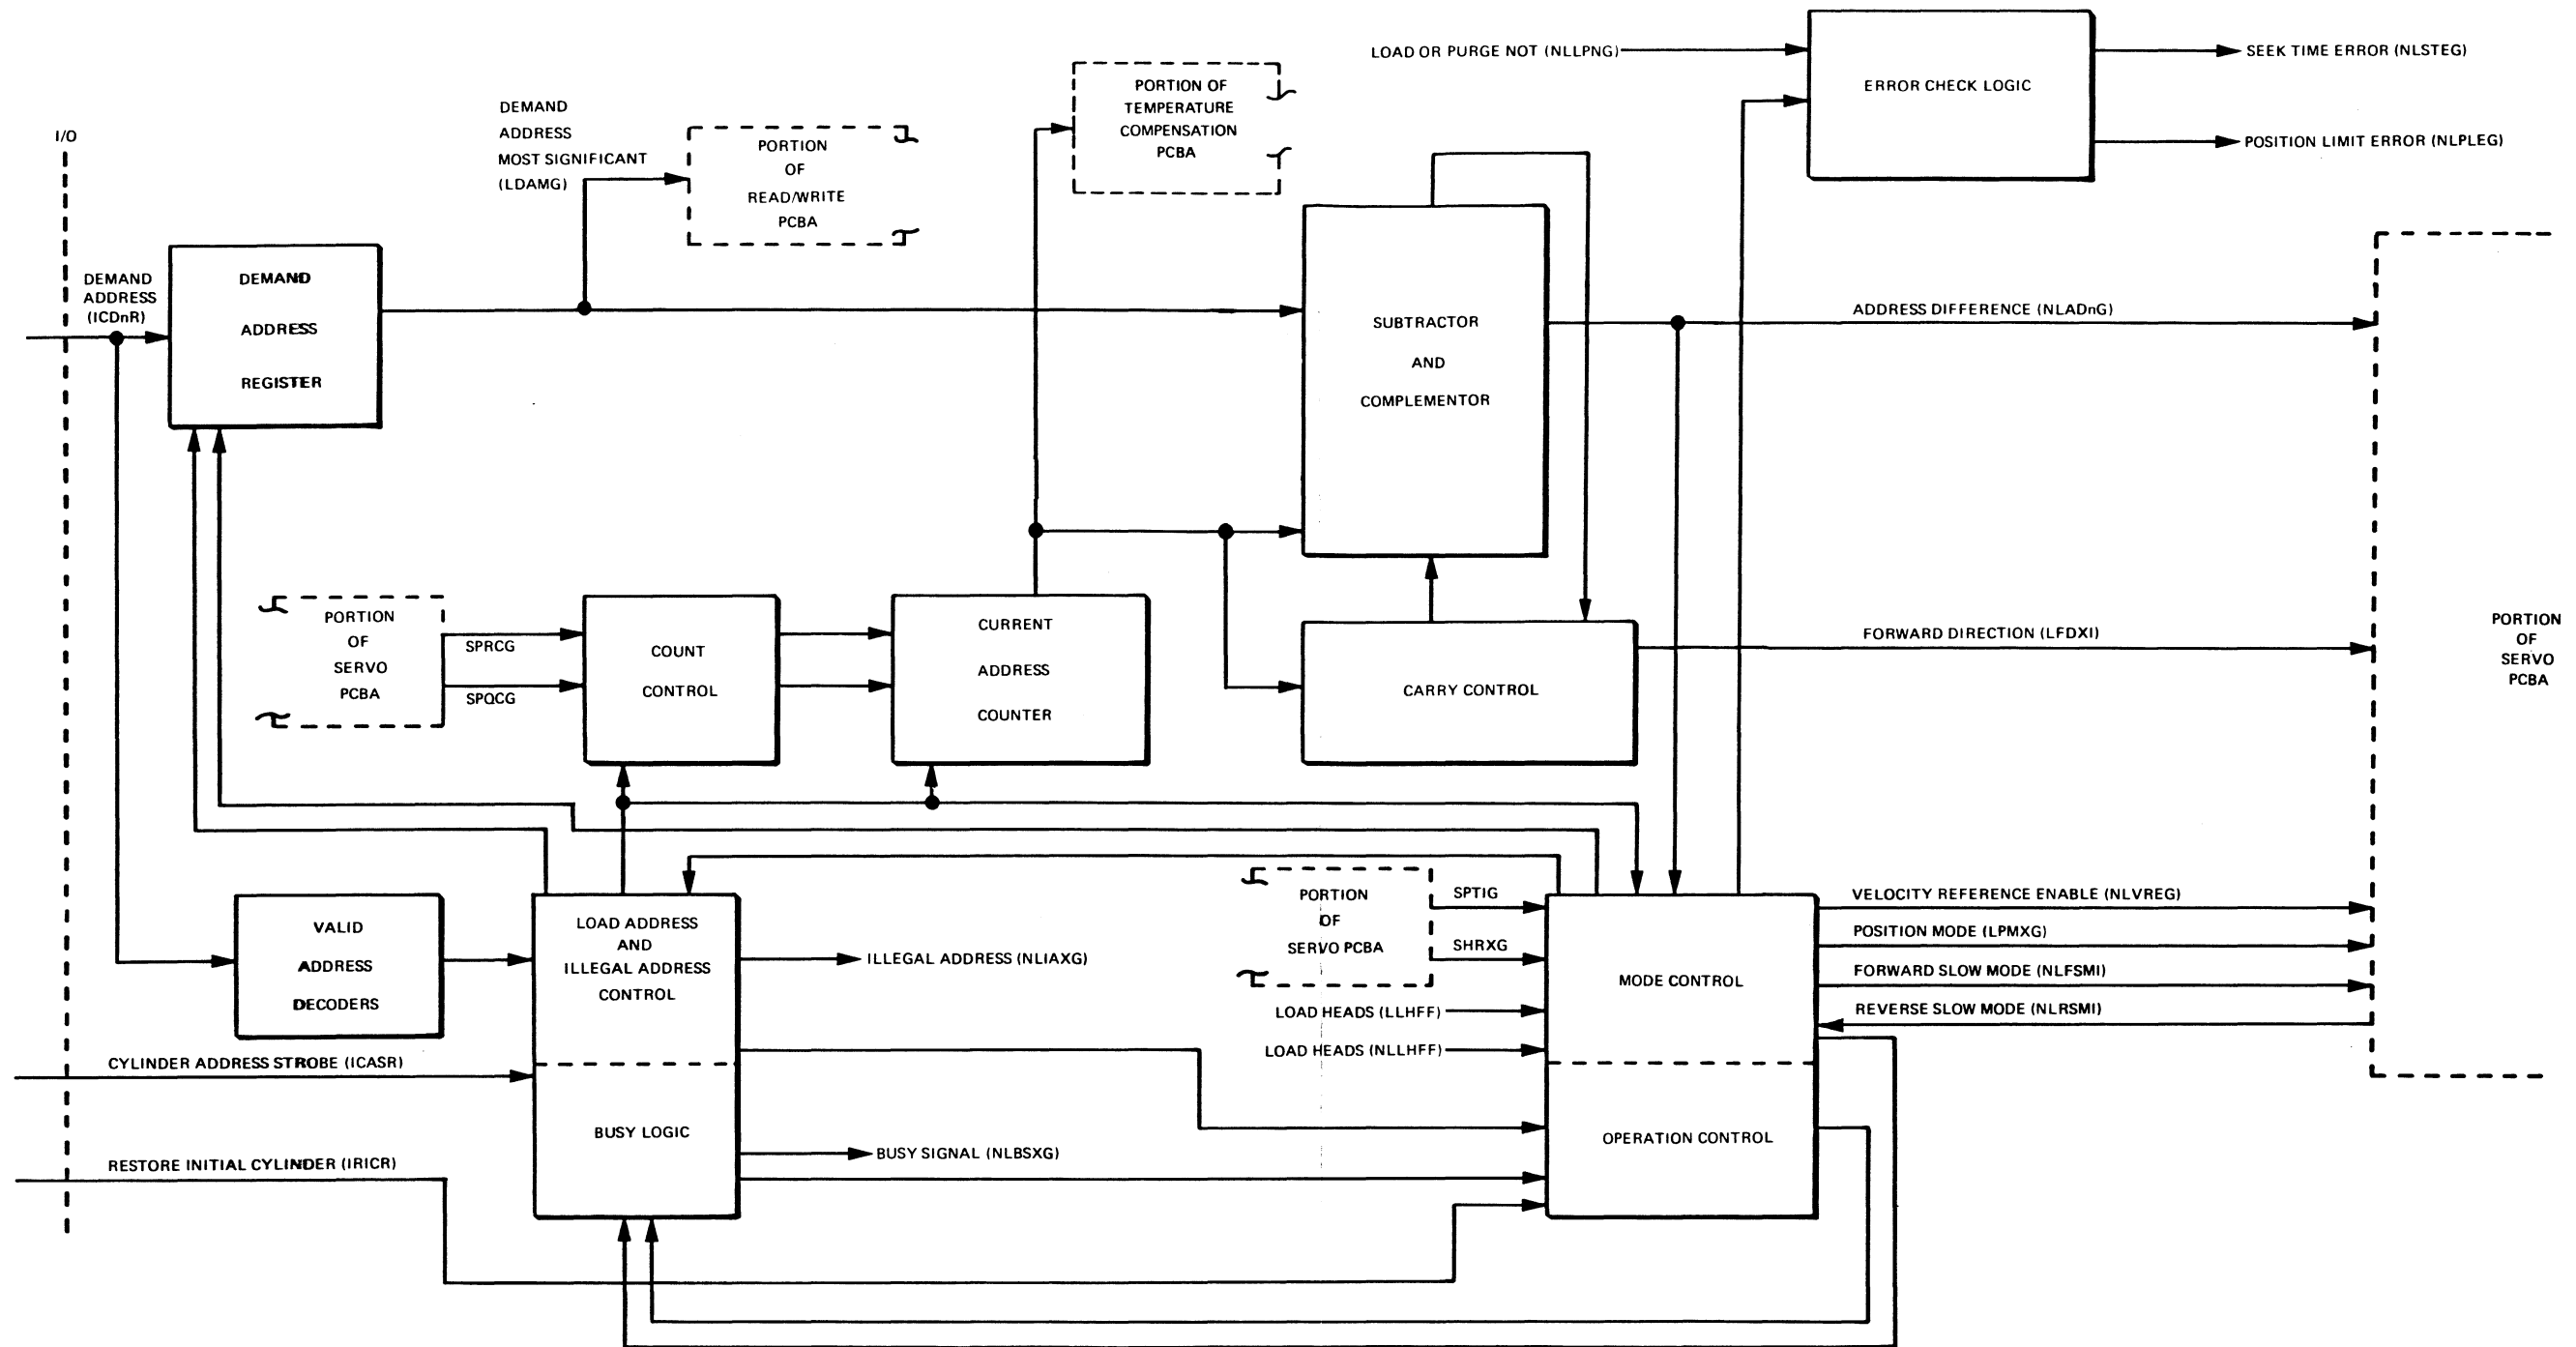 LOAD OR PURGE NOT (NLLPNG)
ERROR CHECK LOGIC
SEEK TIME ERROR (NLSTEG)
POSITION LIMIT ERROR (NLPLEG)
I/O
DEMAND
ADDRESS
MOST SIGNIFICANT
(LDAMG)
PORTION
OF
READ/WRITE
PCBA
PORTION OF
TEMPERATURE
COMPENSATION
PCBA
DEMAND
ADDRESS
(ICDnR)
DEMAND
ADDRESS
REGISTER
SUBTRACTOR
AND
COMPLEMENTOR
ADDRESS DIFFERENCE (NLADnG)
PORTION
OF
SERVO
PCBA
SPRCG
SPQCG
COUNT
CONTROL
CURRENT
ADDRESS
COUNTER
CARRY CONTROL
FORWARD DIRECTION (LFDXI)
PORTION
OF
SERVO
PCBA
VALID
ADDRESS
DECODERS
LOAD ADDRESS
AND
ILLEGAL ADDRESS
CONTROL
BUSY LOGIC
ILLEGAL ADDRESS (NLIAXG)
BUSY SIGNAL (NLBSXG)
PORTION
OF
SERVO PCBA
SPTIG
SHRXG
LOAD HEADS (LLHFF)
LOAD HEADS (NLLHFF)
MODE CONTROL
OPERATION CONTROL
VELOCITY REFERENCE ENABLE (NLVREG)
POSITION MODE (LPMXG)
FORWARD SLOW MODE (NLFSMI)
REVERSE SLOW MODE (NLRSMI)
CYLINDER ADDRESS STROBE (ICASR)
RESTORE INITIAL CYLINDER (IRICR)